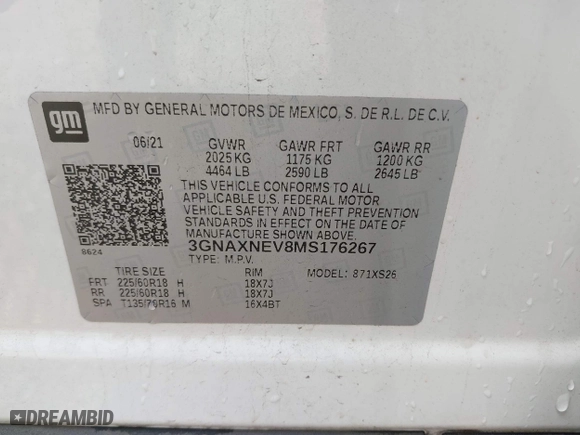 gm
MFD BY GENERAL MOTORS DE MEXICO, S. DE R.L. DE C.V.
06/21 GVWR GAWR FRT GAWR RR
2025 KG 1175 KG 1200 KG
4464 LB 2590 LB 2645 LB
THIS VEHICLE CONFORMS TO ALL
APPLICABLE U.S. FEDERAL MOTOR
VEHICLE SAFETY AND THEFT PREVENTION
STANDARDS IN EFFECT ON THE DATE OF
MANUFACTURE SHOWN ABOVE.
8624
3GNAXNEV8MS176267
TYPE: M.P.V. MODEL: 871XS26
TIRE SIZE RIM
FRT 225/60R18 H 18X7J
RR 225/60R18 H 18X7J
SPA T135/70R16 M 16X4BT
DREAMBID